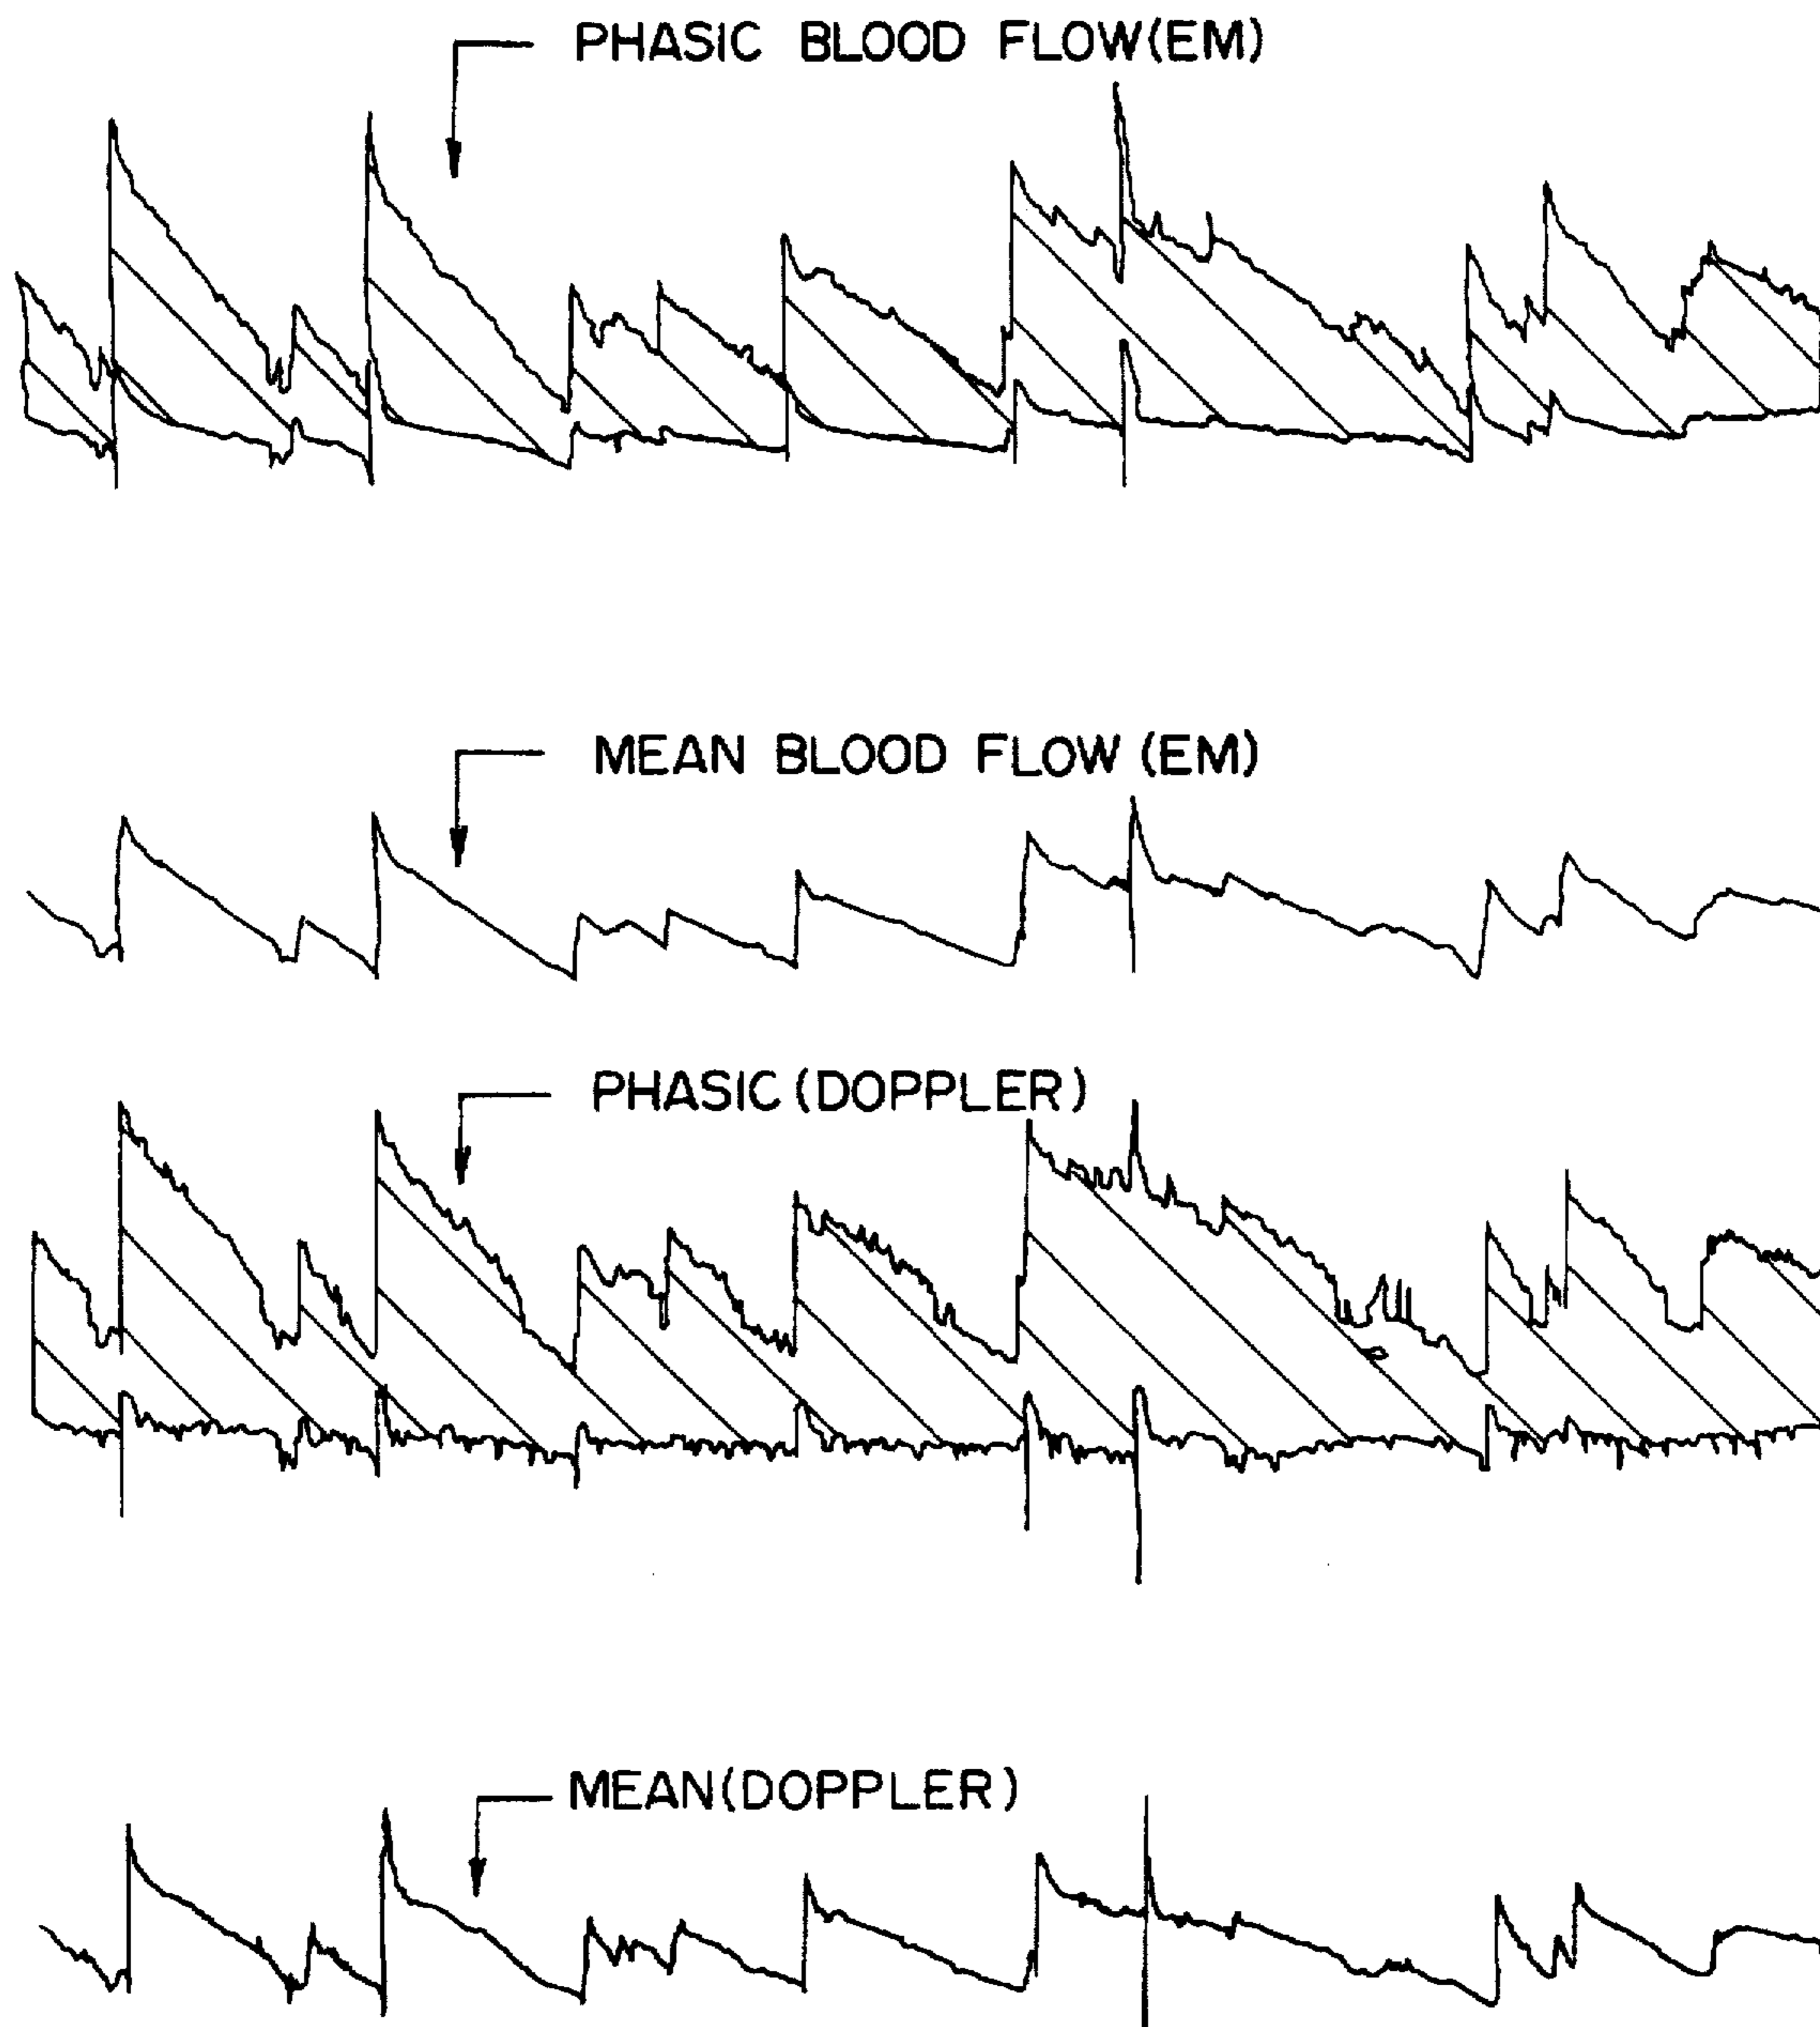 PHASIC BLOOD FLOW(EM)
MEAN BLOOD FLOW (EM)
PHASIC (DOPPLER)
MEAN(DOPPLER)